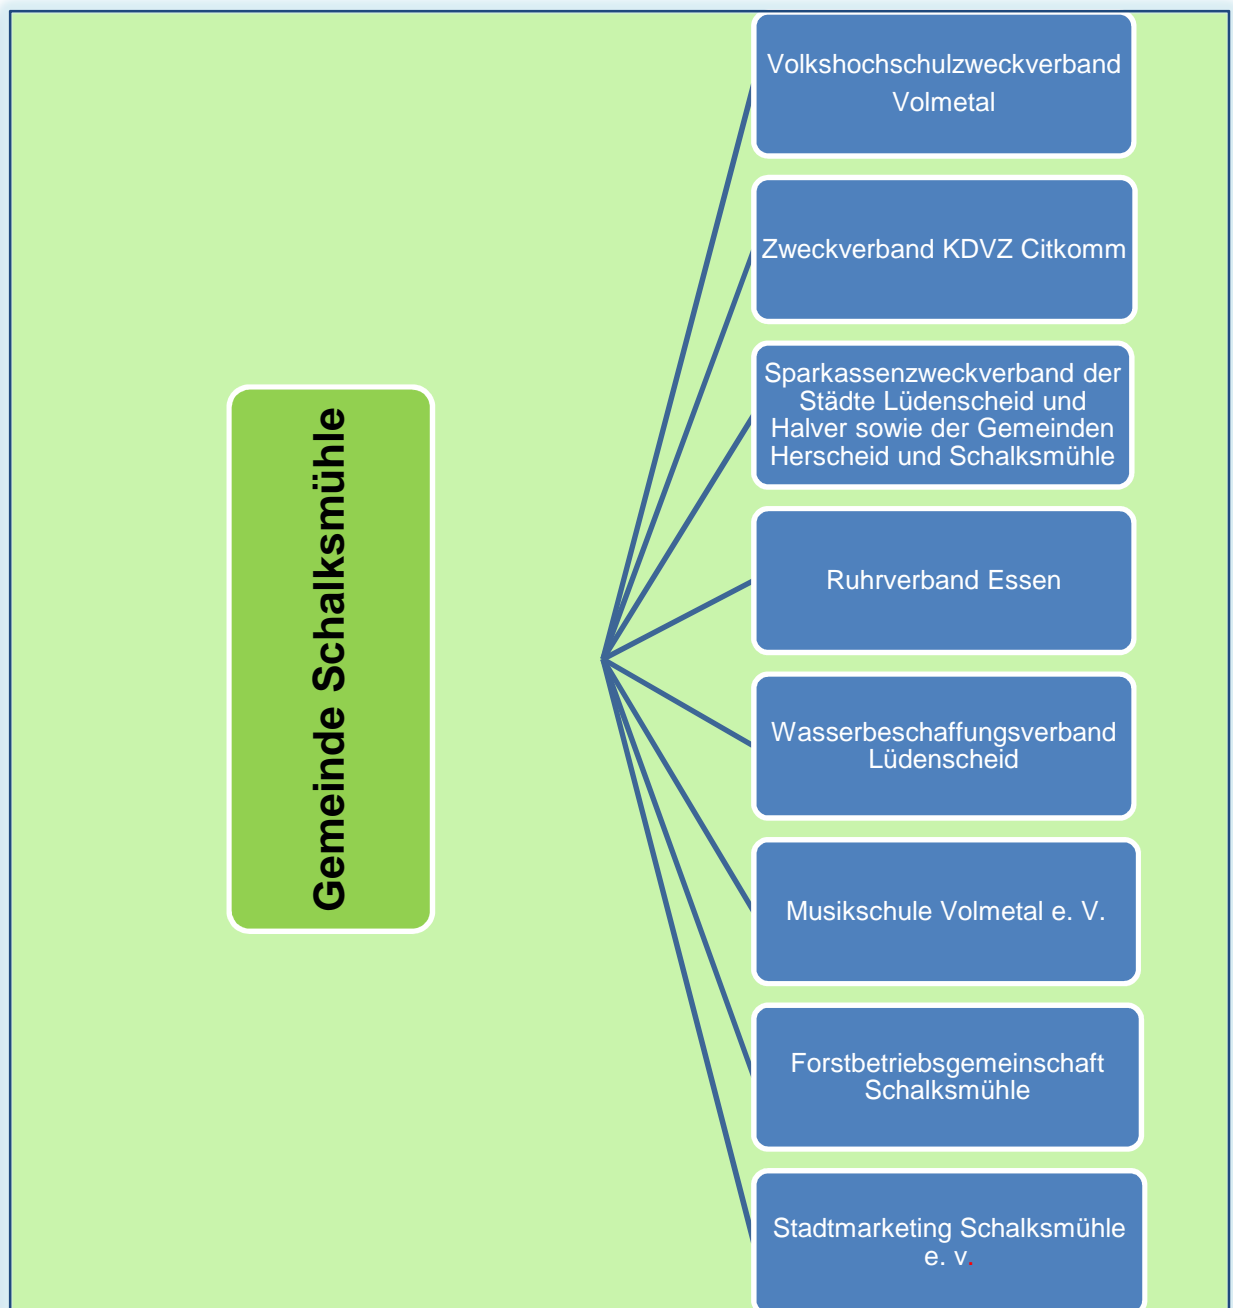 Gemeinde Schalksmühle
Volkshochschulzweckverband
Volmetal
Zweckverband KDVZ Citkomm
Sparkassenzweckverband der
Städte Lüdenscheid und
Halver sowie der Gemeinden
Herscheid und Schalksmühle
Ruhrverband Essen
Wasserbeschaffungsverband
Lüdenscheid
Musikschule Volmetal e. V.
Forstbetriebsgemeinschaft
Schalksmühle
Stadtmarketing Schalksmühle
e. v.